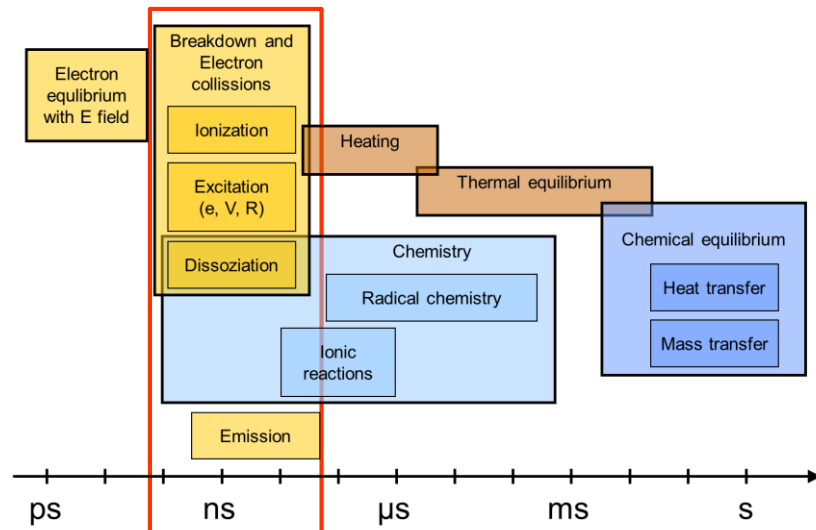 Breakdown and
Electron
collissions
Electron
equlibrium
with E field
Ionization
Heating
Excitation
(e, V, R)
Thermal equilibrium
Dissoziation
Chemistry
Chemical equilibrium
Radical chemistry
Heat transfer
Ionic
reactions
Mass transfer
Emission
ps
ns
μs
ms
s